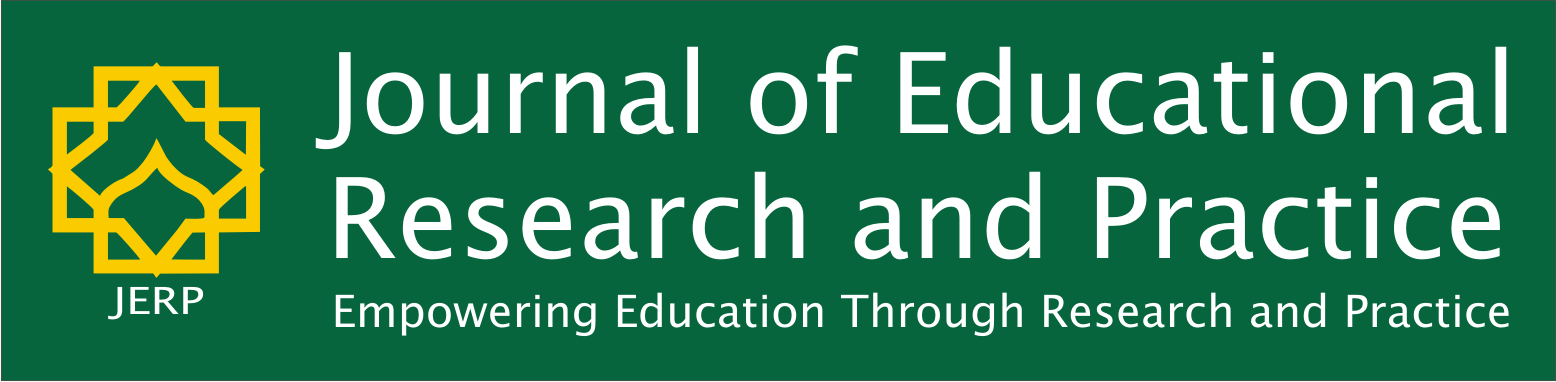 Journal of Educational
Research and Practice
JERP
Empowering Education Through Research and Practice